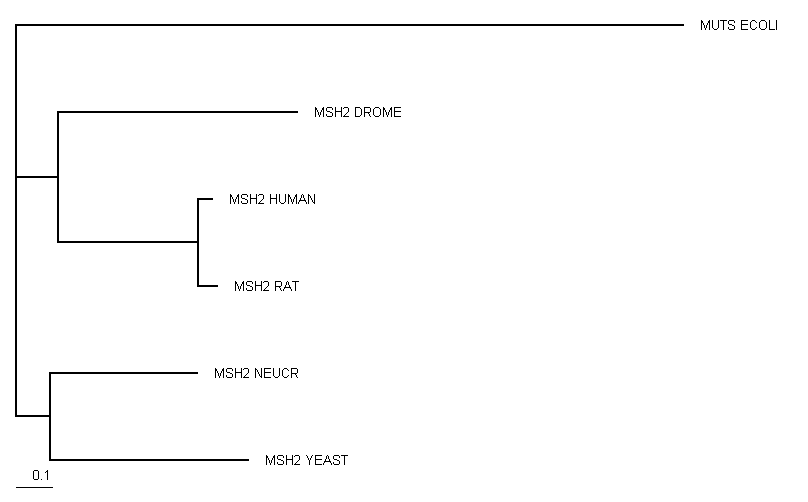 MUTS ECOLI
MSH2 DROME
MSH2 HUMAN
MSH2 RAT
MSH2 NEUCR
MSH2 YEAST
0.1